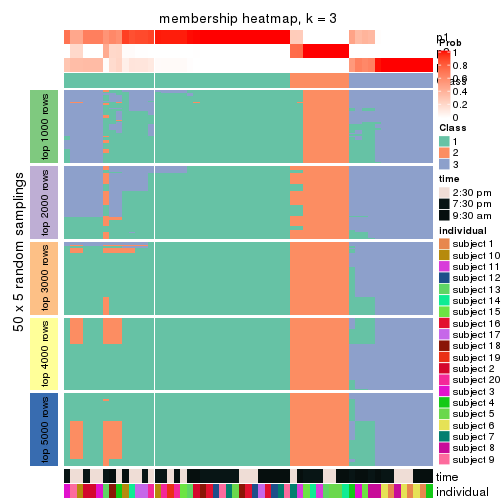 membership heatmap, k = 3
p1
p2
Prob
1
0.8
0.6
0.4
0.2
0
Class
1
2
3
time
2:30 pm
7:30 pm
9:30 am
individual
subject 1
subject 10
subject 11
subject 12
subject 13
subject 14
subject 15
subject 16
subject 17
subject 18
subject 19
subject 2
subject 20
subject 3
subject 4
subject 5
subject 6
subject 7
subject 8
subject 9
50 x 5 random samplings
top 1000 rows
top 2000 rows
top 3000 rows
top 4000 rows
top 5000 rows
time
individual